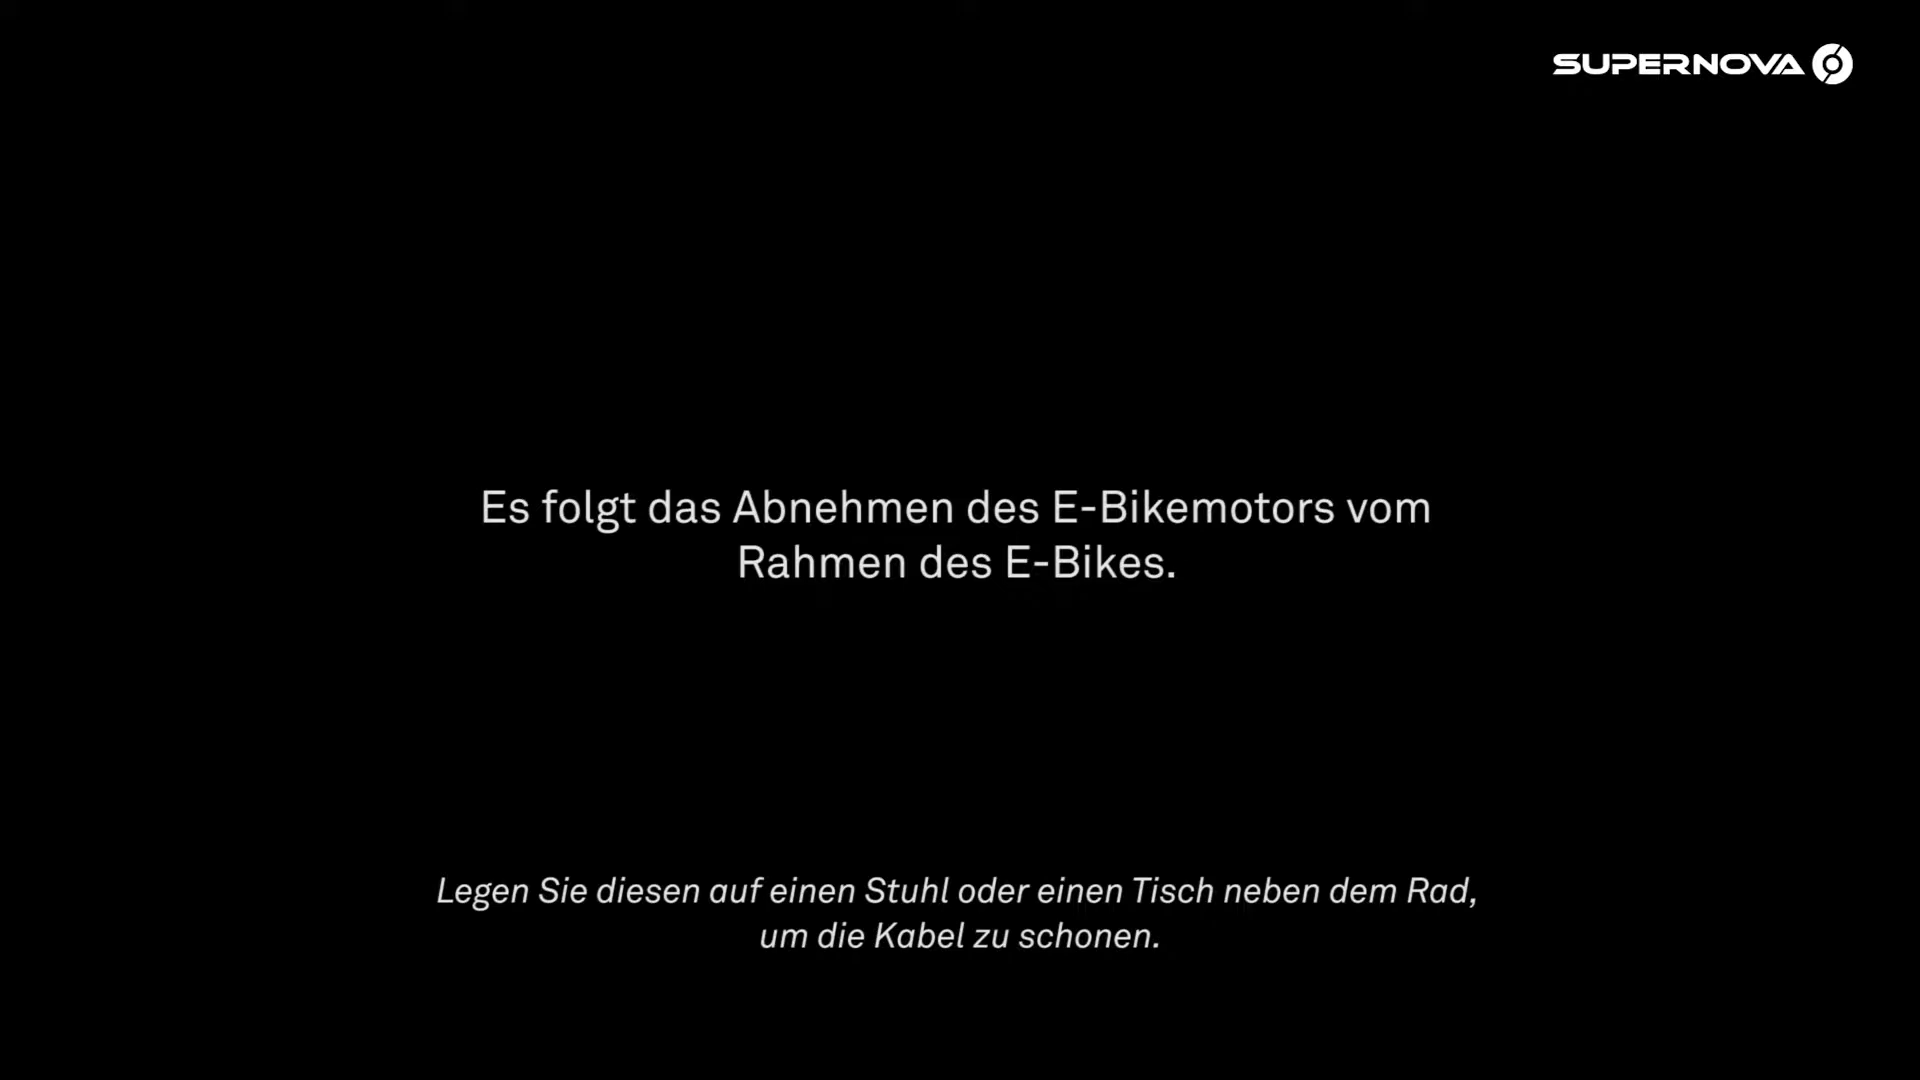 SUPERNOVA
Es folgt das Abnehmen des E-Bikemotors vom
Rahmen des E-Bikes.
Legen Sie diesen auf einen Stuhl oder einen Tisch neben dem Rad,
um die Kabel zu schonen.